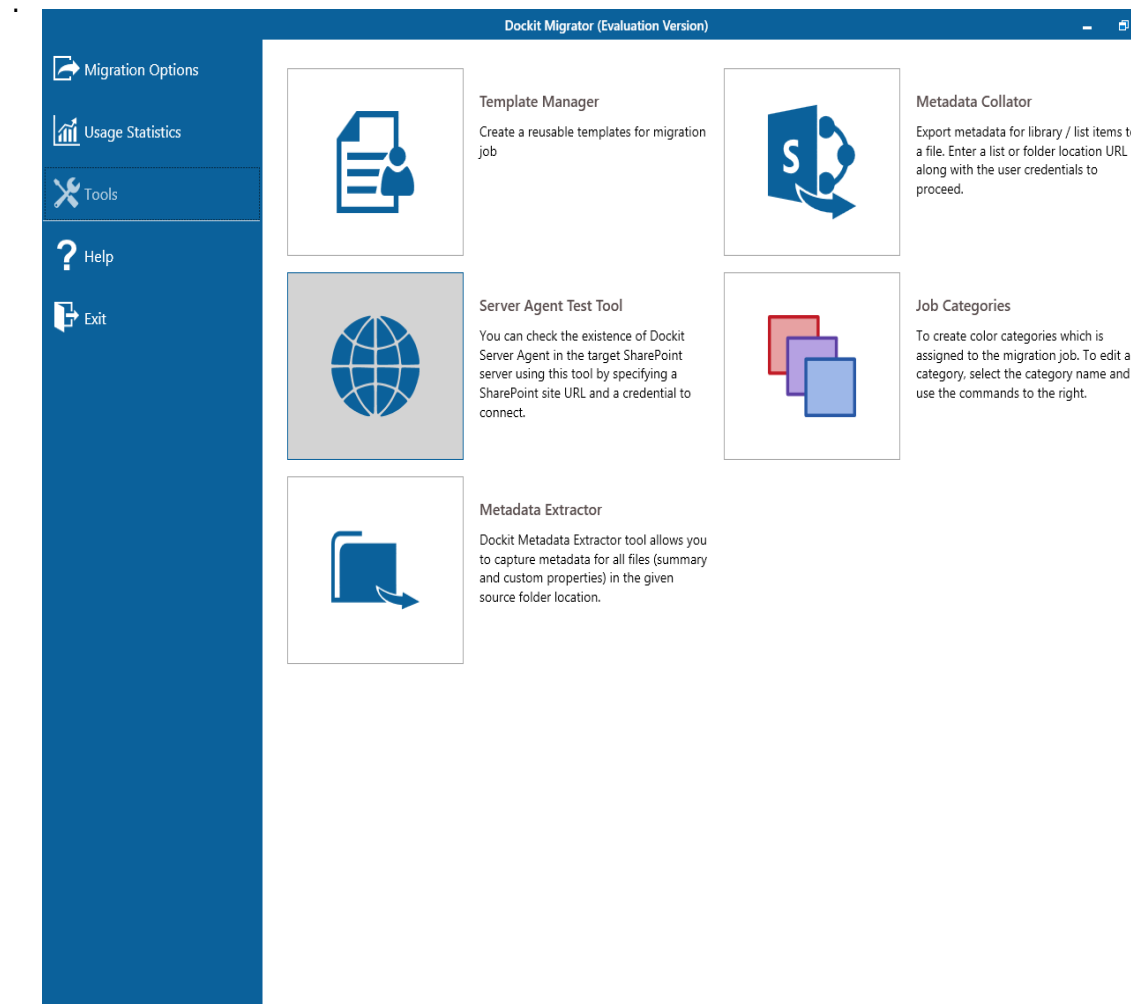 .
Dockit Migrator (Evaluation Version)
Migration Options
Usage Statistics
Tools
Help
Exit
Template Manager
Create a reusable templates for migration
job
S
Metadata Collator
Export metadata for library / list items
a file. Enter a list or folder location URL
along with the user credentials to
proceed.
Server Agent Test Tool
You can check the existence of Dockit
Server Agent in the target SharePoint
server using this tool by specifying a
SharePoint site URL and a credential to
connect.
Job Categories
To create color categories which is
assigned to the migration job. To edit a
category, select the category name and
use the commands to the right.
Metadata Extractor
Dockit Metadata Extractor tool allows you
to capture metadata for all files (summary
and custom properties) in the given
source folder location.